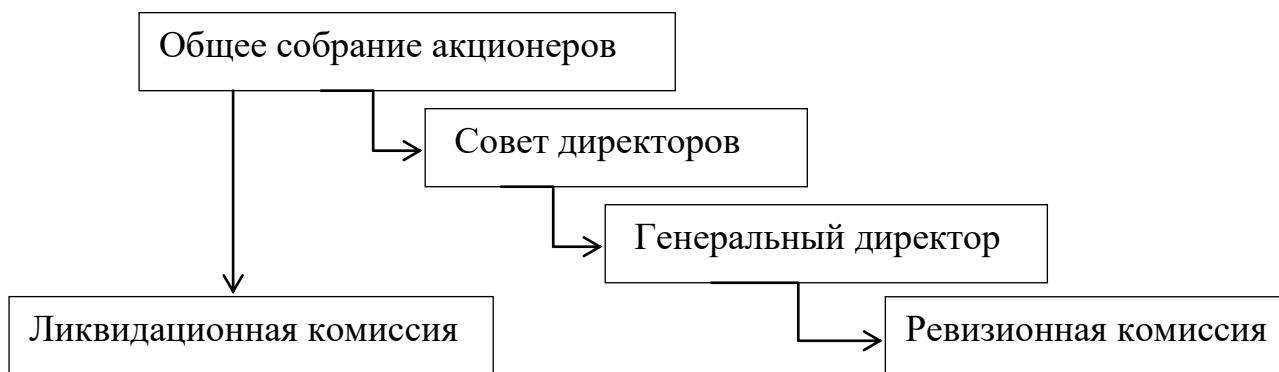 Общее собрание акционеров
Совет директоров
Генеральный директор
Ликвидационная комиссия
Ревизионная комиссия